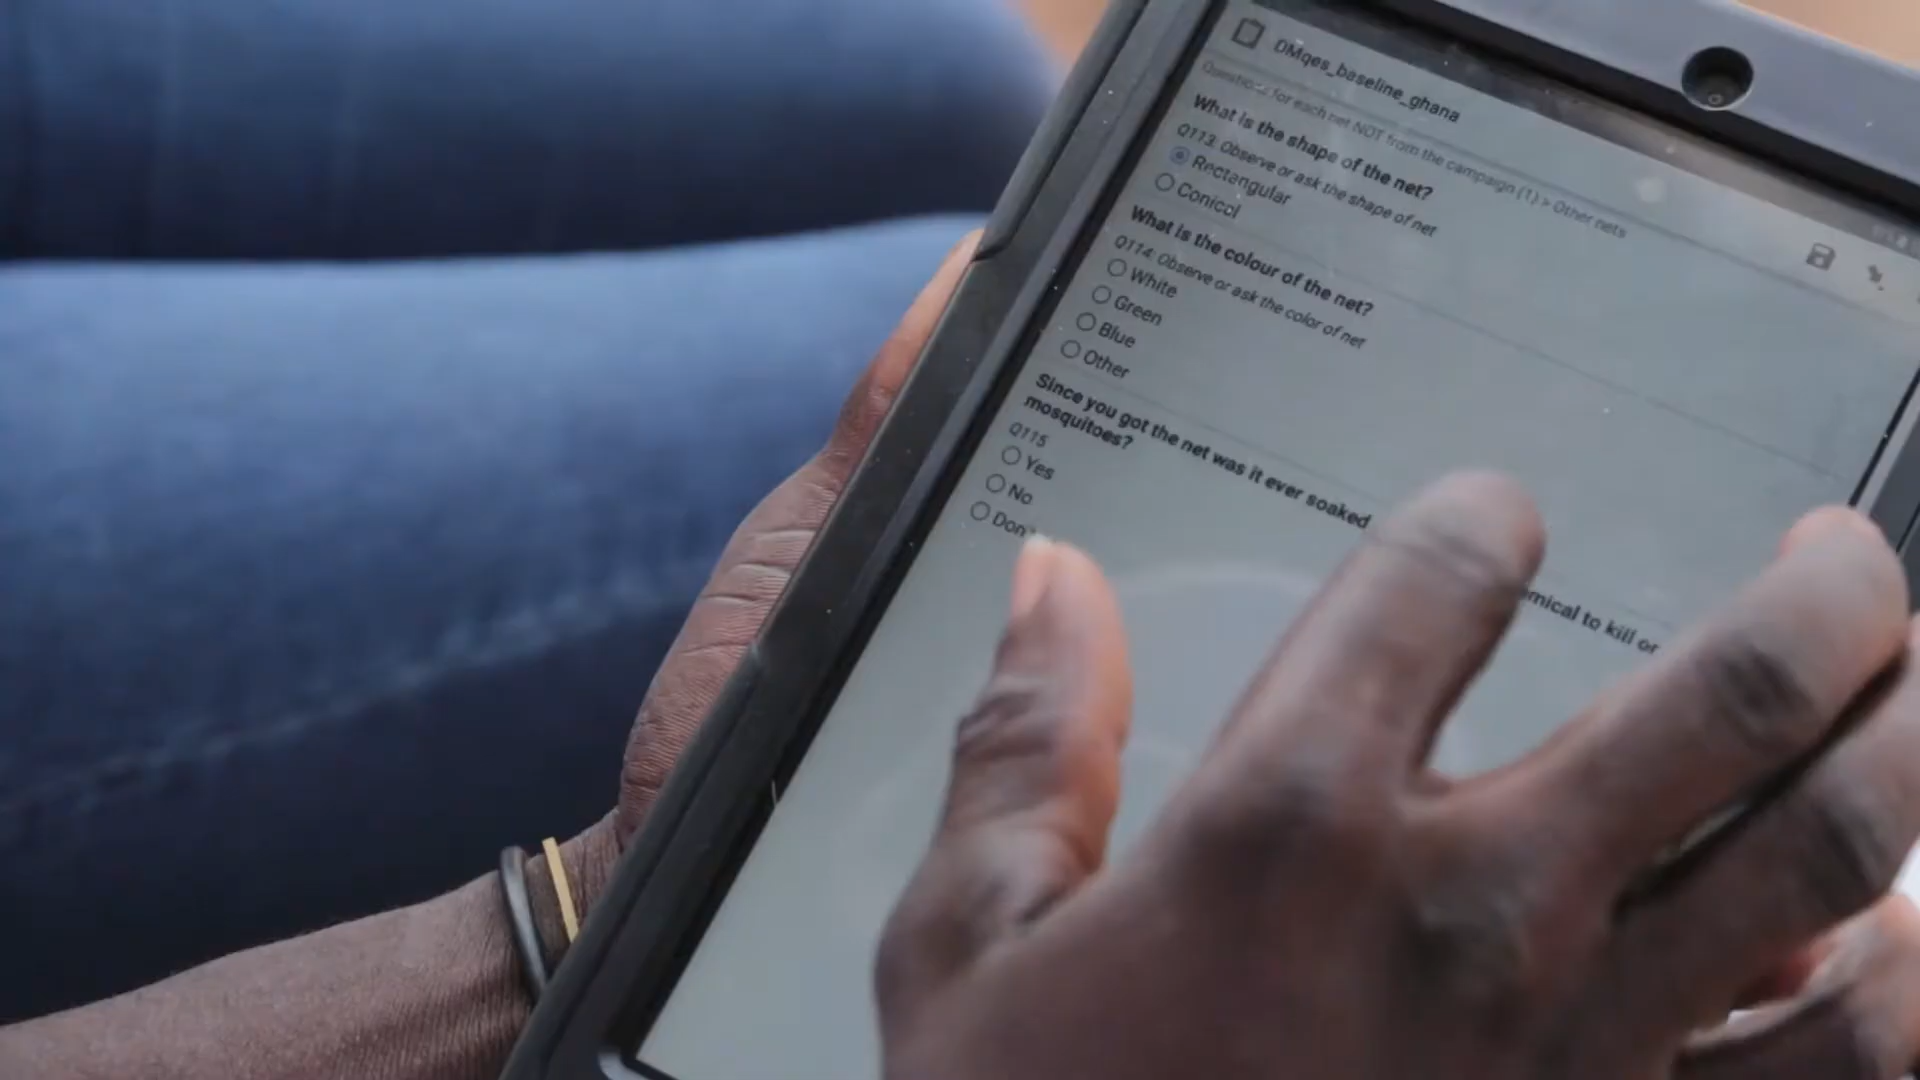 DMqes_baseline_ghana
Questions for each net NOT from the campaign (1) > Other nets
What is the shape of the net?
Q113. Observe or ask the shape of net
Rectangular
Conical
What is the colour of the net?
Q114. Observe or ask the color of net
White
Green
Blue
Other
Since you got the net was it ever soaked to kill or
mosquitoes?
Q115
Yes
No